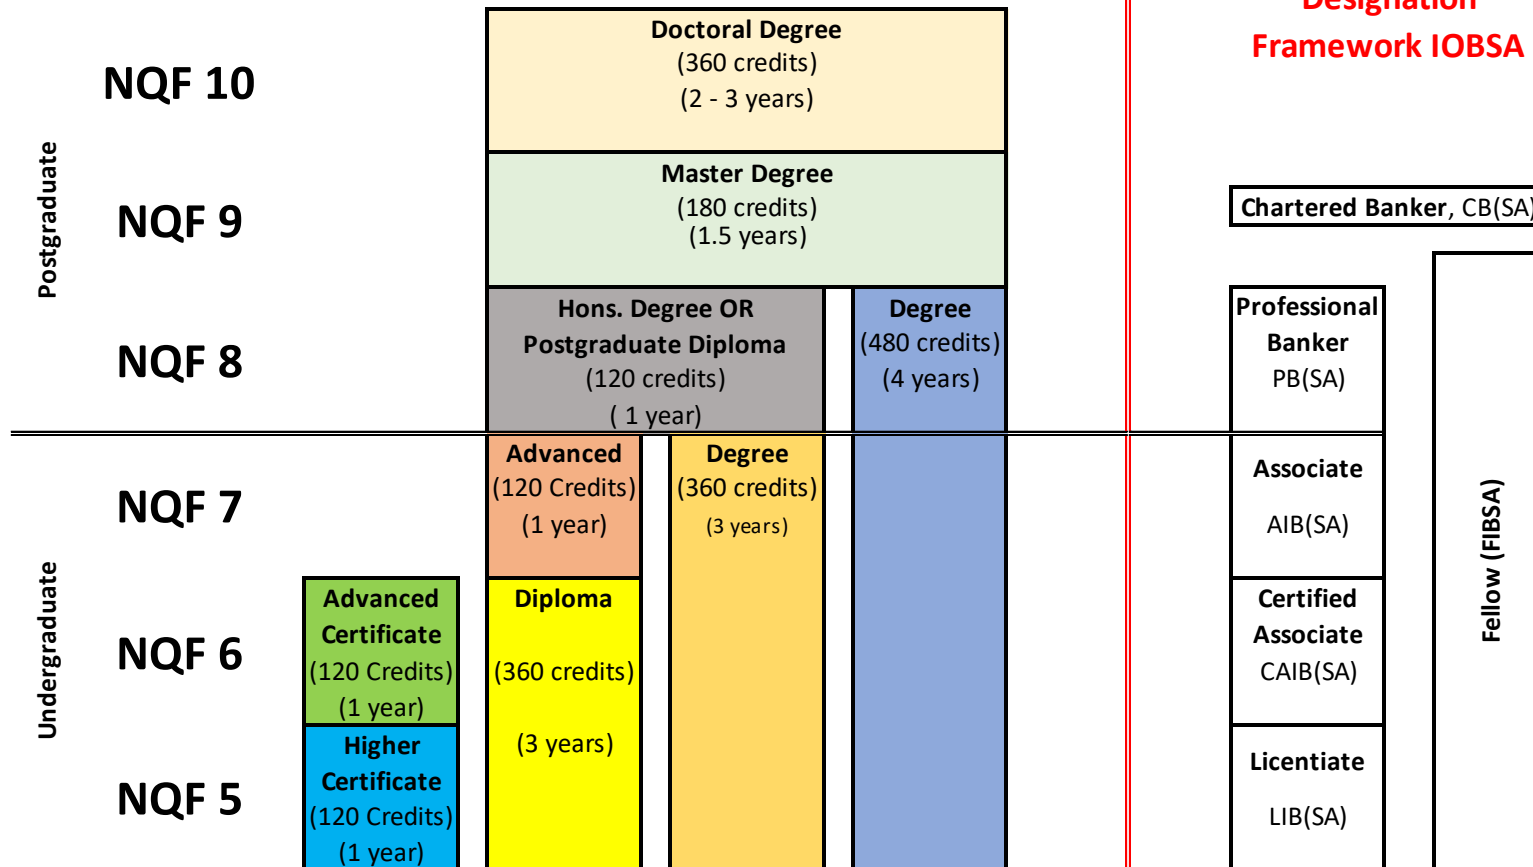 Designation
Framework IOBSA
Postgraduate
NQF 10
Doctoral Degree
(360 credits)
(2 - 3 years)
NQF 9
Master Degree
(180 credits)
(1.5 years)
Chartered Banker, CB(SA)
NQF 8
Hons. Degree OR
Postgraduate Diploma
(120 credits)
( 1 year)
Degree
(480 credits)
(4 years)
Professional
Banker
PB(SA)
Fellow (FIBSA)
Undergraduate
NQF 7
Advanced
(120 Credits)
(1 year)
Degree
(360 credits)
(3 years)
Associate
AIB(SA)
NQF 6
Advanced
Certificate
(120 Credits)
(1 year)
Diploma
(360 credits)
(3 years)
Certified
Associate
CAIB(SA)
NQF 5
Higher
Certificate
(120 Credits)
(1 year)
Licentiate
LIB(SA)